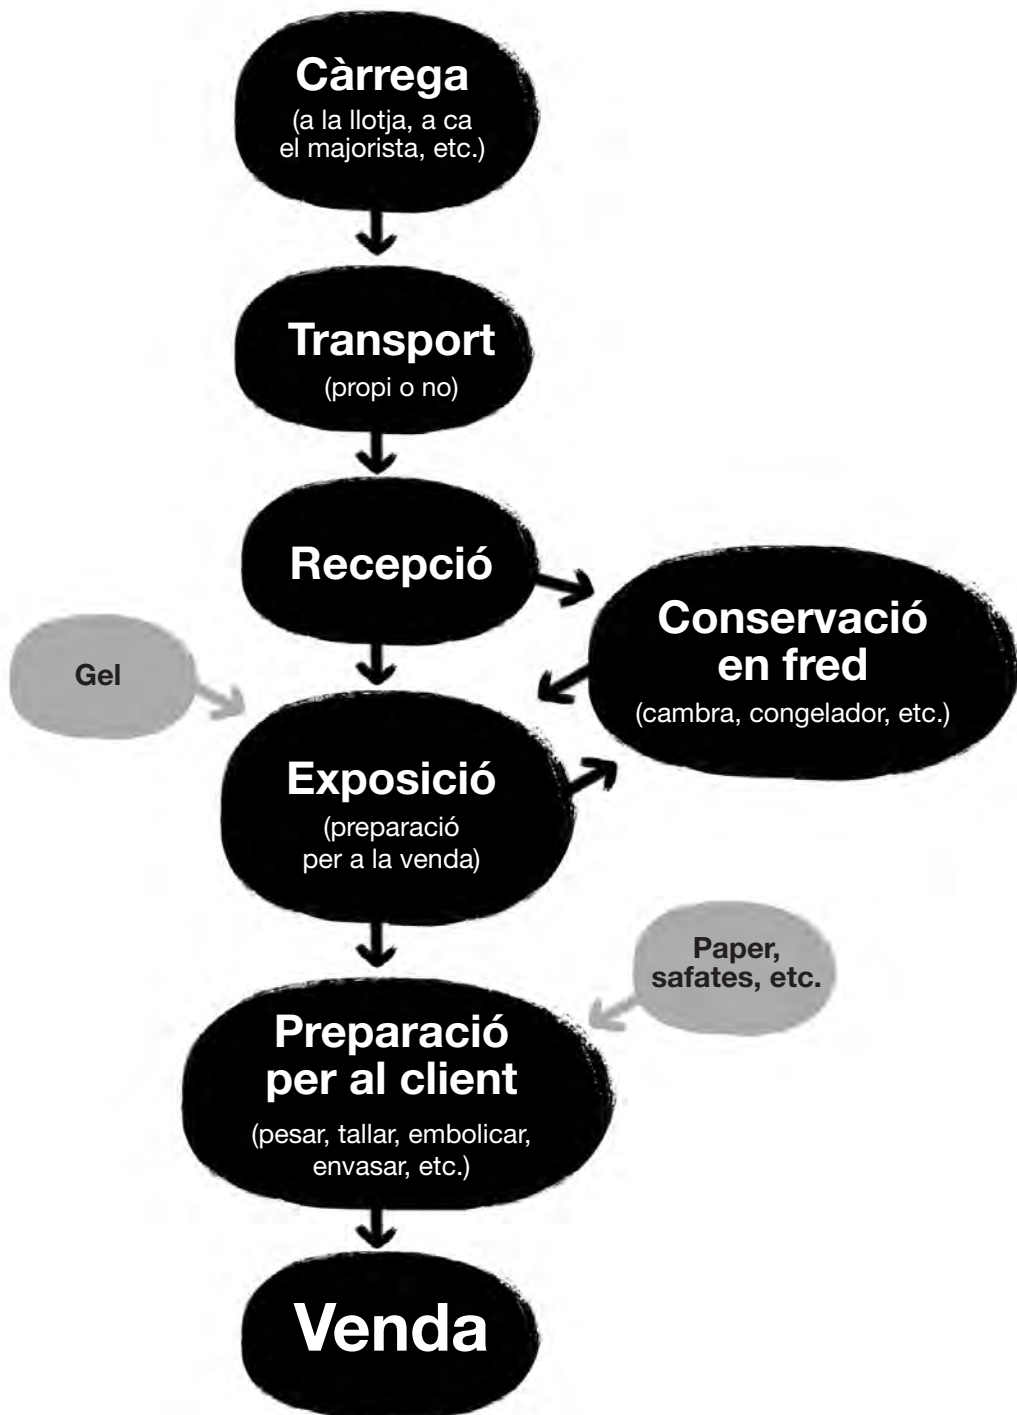 Càrrega
(a la llotja, a ca
el majorista, etc.)
Transport
(propi o no)
Recepció
Conservació
en fred
(cambra, congelador, etc.)
Gel
Exposició
(preparació
per a la venda)
Paper,
safates, etc.
Preparació
per al client
(pesar, tallar, embolicar,
envasar, etc.)
Venda